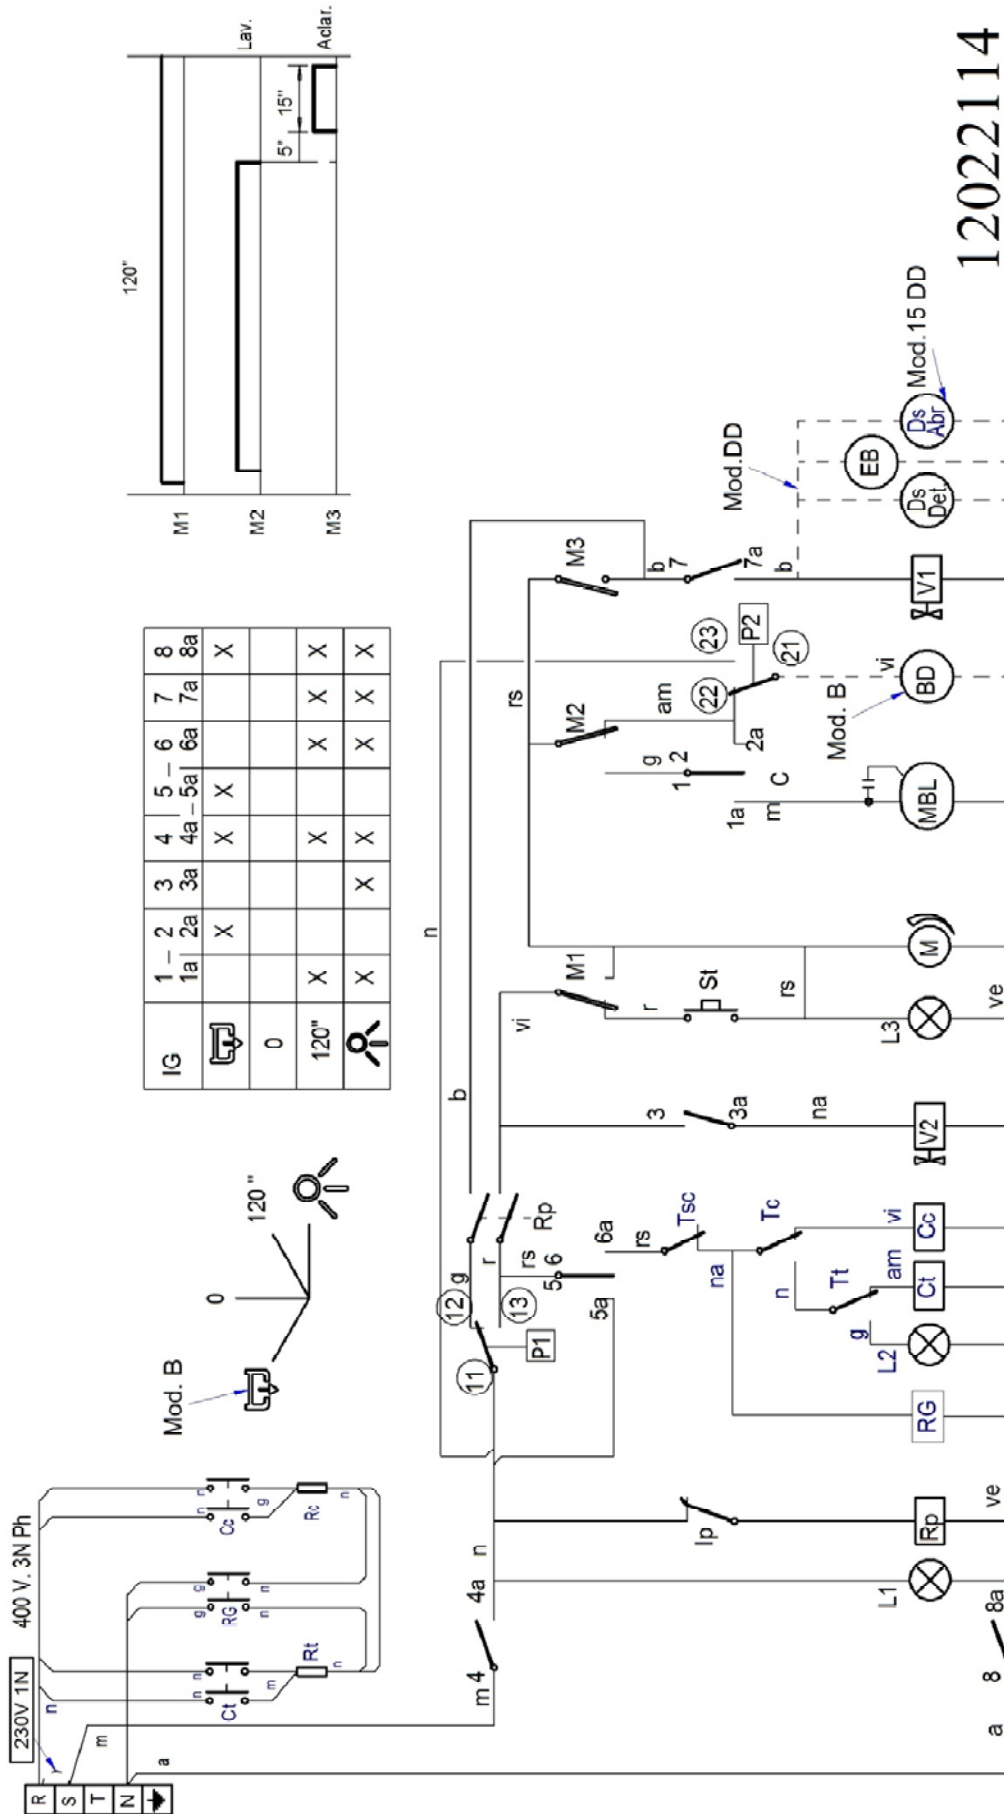 230V 1N
400 V. 3N Ph
R
S
T
N
n
m
a
n
n
Ct
m
Rt
n
g
g
RG
n
n
n
n
Cc
g
Rc
n
Mod. B
0
120 "
IG
1 – 2
1a 2a
3
3a
4
4a
5 – 6
– 5a 6a
7
7a
8
8a
X
X
X
X
0
120"
X
X
X
X
X
X
X
X
X
X
X
120"
M1
M2
Lav.
M3
Aclar.
5"
15"
m 4
4a
n
11
12
13
P1
g
r
Rp
rs
5
6
5a
6a
rs
Tsc
na
Tc
n
Tt
g
am
vi
b
n
vi
M1
r
St
rs
rs
3
3a
na
M2
am
g
1
2
1a
m
C
2a
22
23
P2
21
vi
Mod. B
M3
b
7
7a
b
Mod.DD
Mod.15 DD
Ip
L1
Rp
RG
L2
Ct
Cc
V2
L3
M
MBL
BD
V1
Ds
Det.
EB
Ds
Abr
a
8
8a
ve
ve
12022114